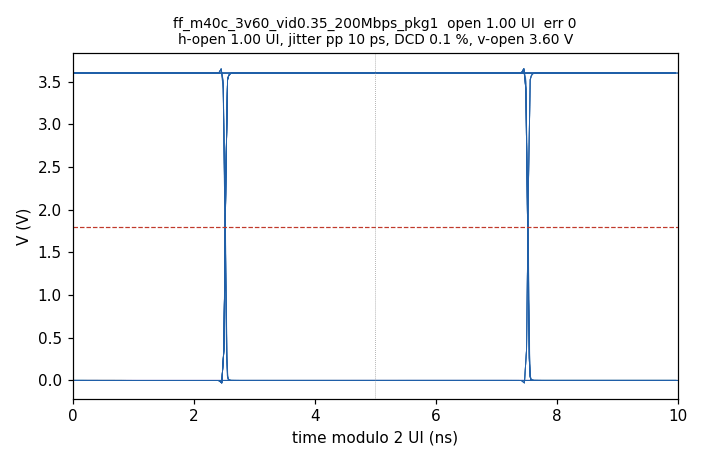 ff_m40c_3v60_vid0.35_200Mbps_pkg1  open 1.00 UI  err 0
h-open 1.00 UI, jitter pp 10 ps, DCD 0.1 %, v-open 3.60 V
V (V)
3.5
3.0
2.5
2.0
1.5
1.0
0.5
0.0
0 2 4 6 8 10
time modulo 2 UI (ns)